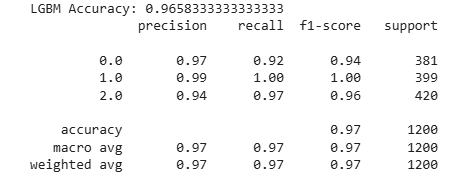 LGBM Accuracy: 0.9658333333333333
precision recall f1-score support
0.0 0.97 0.92 0.94 381
1.0 0.99 1.00 1.00 399
2.0 0.94 0.97 0.96 420
accuracy 0.97 1200
macro avg 0.97 0.97 0.97 1200
weighted avg 0.97 0.97 0.97 1200